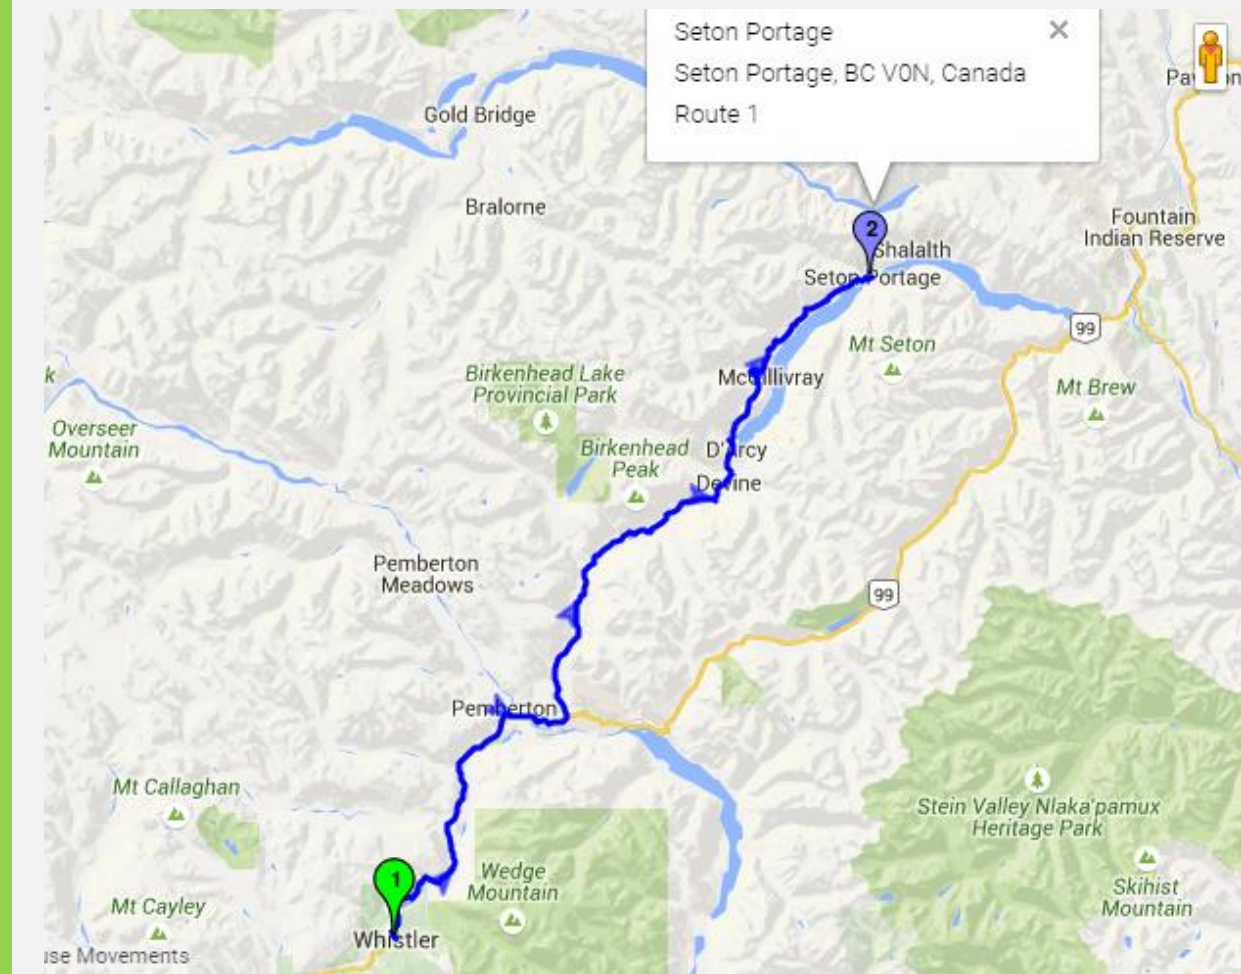 Seton Portage
Seton Portage, BC V0N, Canada
Route 1
Gold Bridge
Bralorne
Fountain
Indian Reserve
2
Shalalth
Seton Portage
99
Mt Seton
Birkenhead Lake
Provincial Park
McGillivray
Mt Brew
Overseer
Mountain
Birkenhead
Peak
D'Arcy
Devine
Pemberton
Meadows
99
Pemberton
Mt Callaghan
Stein Valley Nlaka'pamux
Heritage Park
1
Wedge
Mountain
Skihist
Mountain
Mt Cayley
Whistler
use Movements